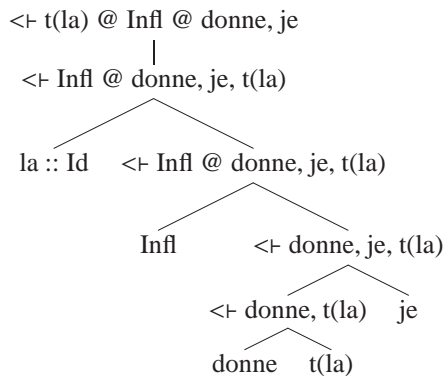 <⊢ t(la) @ Infl @ donne, je
<⊢ Infl @ donne, je, t(la)
la :: Id <⊢ Infl @ donne, je, t(la)
Infl <⊢ donne, je, t(la)
<⊢ donne, t(la) je
donne t(la)